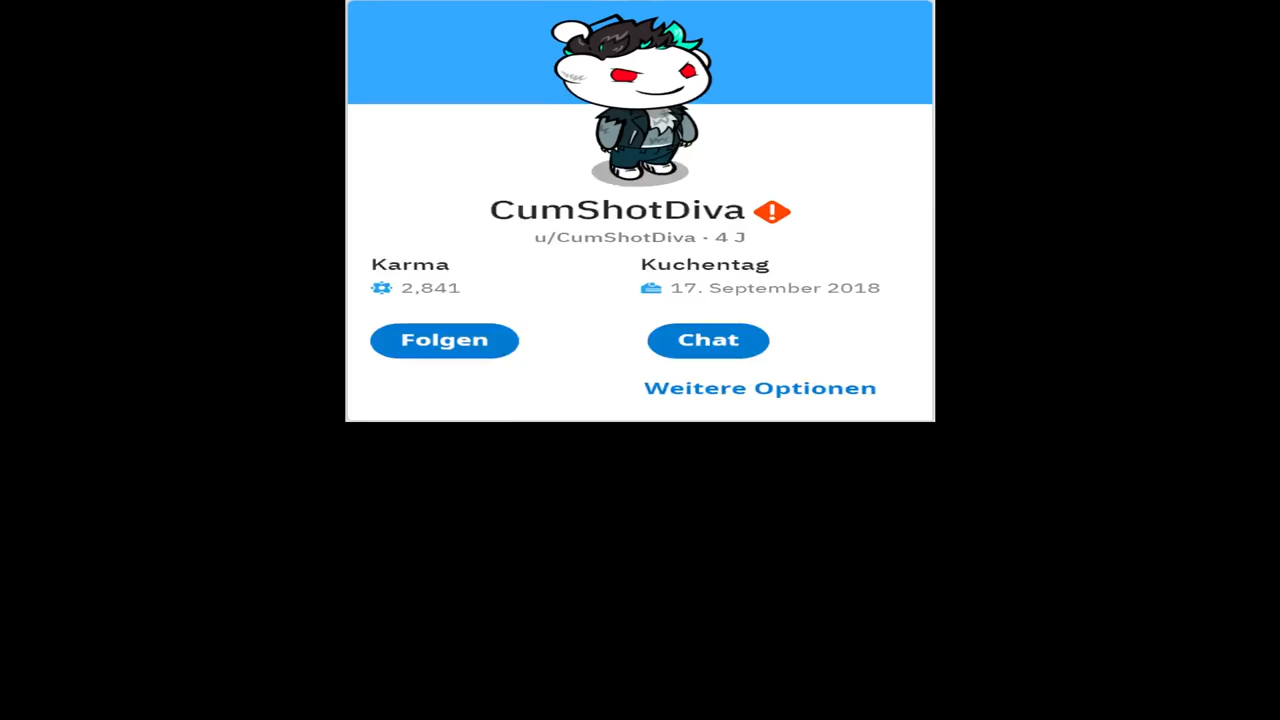 CumShotDiva
u/CumShotDiva · 4 J
Karma Kuchentag
2,841 17. September 2018
Folgen Chat
Weitere Optionen